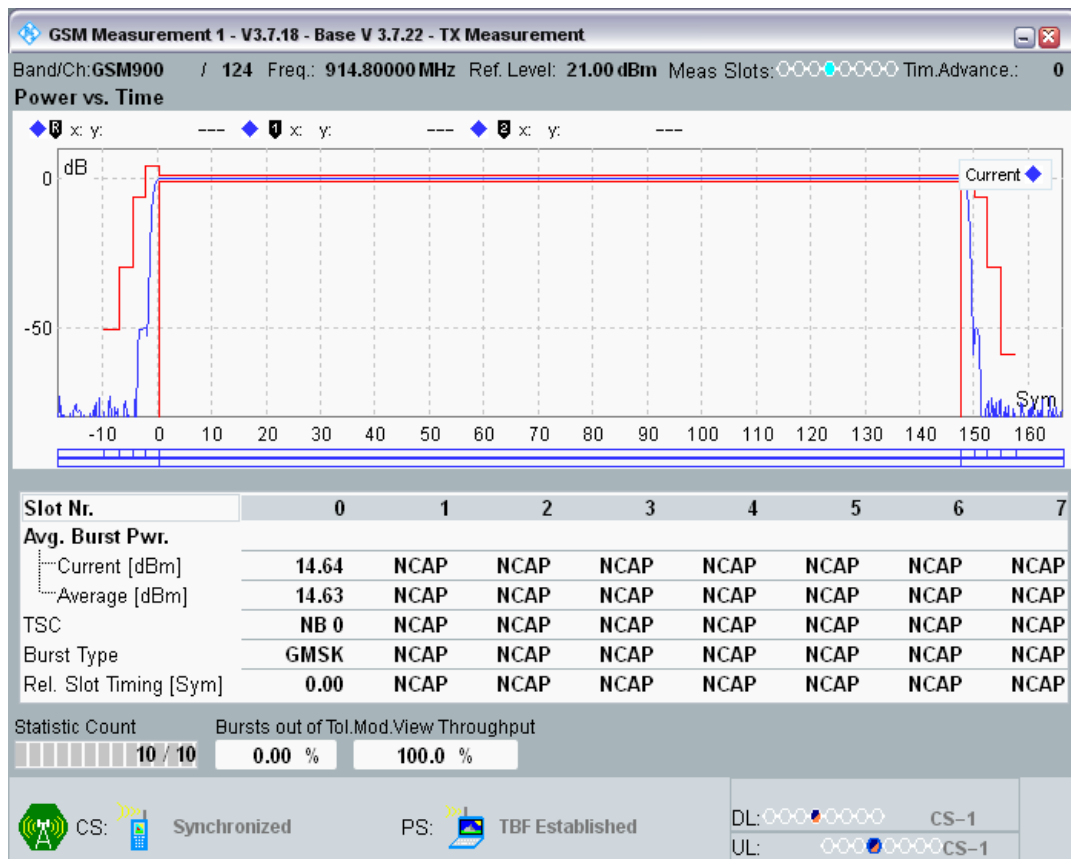 GSM Measurement 1 - V3.7.18 - Base V 3.7.22 - TX Measurement
Band/Ch:GSM900 / 124 Freq.: 914.80000 MHz Ref. Level: 21.00 dBm Meas Slots: Tim.Advance.: 0
Power vs. Time
R x: y: --- 1 x: y: --- 2 x: y: ---
dB
0
Current
-50
Sym
-10 0 10 20 30 40 50 60 70 80 90 100 110 120 130 140 150 160
Slot Nr. 0 1 2 3 4 5 6 7
Avg. Burst Pwr.
Current [dBm] 14.64 NCAP NCAP NCAP NCAP NCAP NCAP NCAP
Average [dBm] 14.63 NCAP NCAP NCAP NCAP NCAP NCAP NCAP
TSC NB 0 NCAP NCAP NCAP NCAP NCAP NCAP NCAP
Burst Type GMSK NCAP NCAP NCAP NCAP NCAP NCAP NCAP
Rel. Slot Timing [Sym] 0.00 NCAP NCAP NCAP NCAP NCAP NCAP NCAP
Statistic Count Bursts out of Tol.Mod.View Throughput
10 / 10 0.00 % 100.0 %
CS: Synchronized PS: TBF Established
DL: CS-1
UL: CS-1